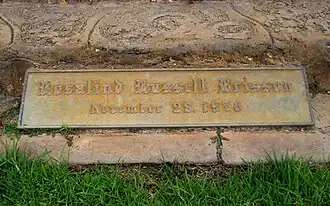 Rosalind Russell Brisson
November 28, 1976